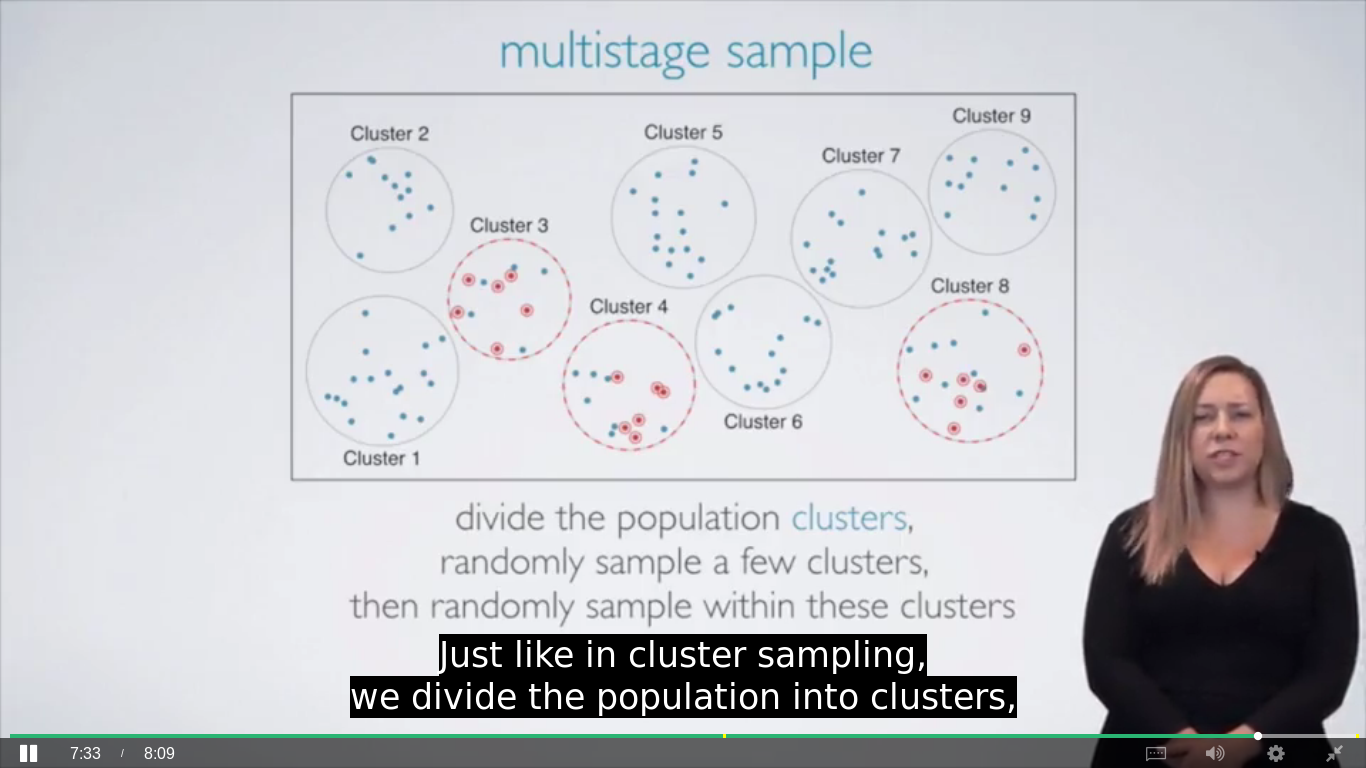 multistage sample
Cluster 9
Cluster 2
Cluster 5
Cluster 7
Cluster 3
Cluster 8
Cluster 4
Cluster 6
Cluster 1
divide the population clusters,
randomly sample a few clusters,
then randomly sample within these clusters
Just like in cluster sampling,
we divide the population into clusters,
7:33 / 8:09